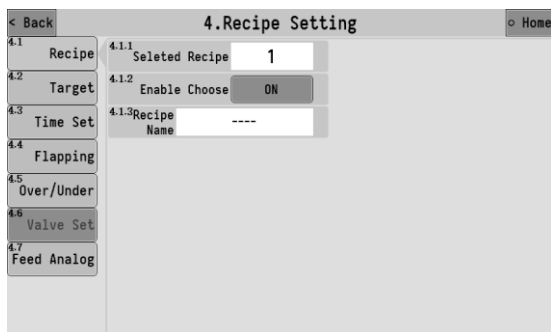 < Back
4.Recipe Setting
○ Home
4.1
Recipe
4.2
Target
4.3
Time Set
4.4
Flapping
4.5
Over/Under
4.6
Valve Set
4.7
Feed Analog
4.1.1
Seleted Recipe
1
4.1.2
Enable Choose
ON
4.1.3
Recipe
Name
----